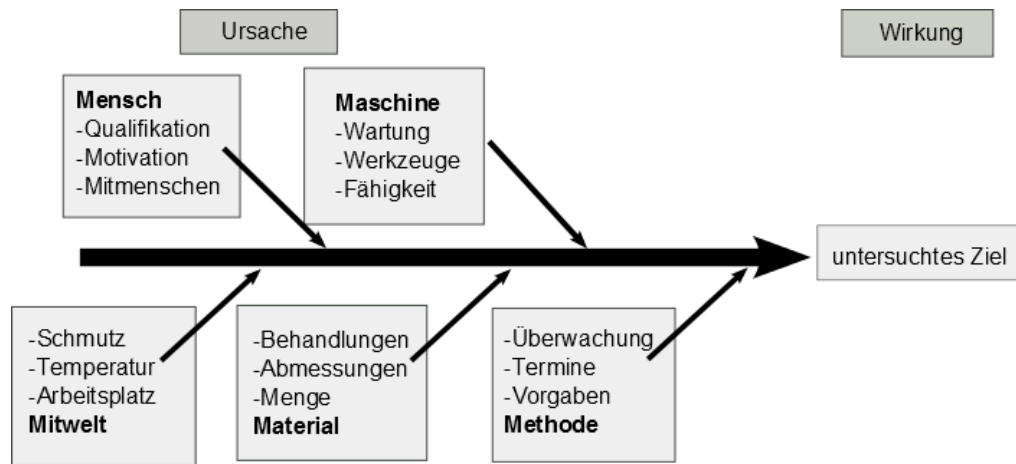 Ursache
Wirkung
Mensch
-Qualifikation
-Motivation
-Mitmenschen
Maschine
-Wartung
-Werkzeuge
-Fähigkeit
untersuchtes Ziel
-Schmutz
-Temperatur
-Arbeitsplatz
Mitwelt
-Behandlungen
-Abmessungen
-Menge
Material
-Überwachung
-Termine
-Vorgaben
Methode